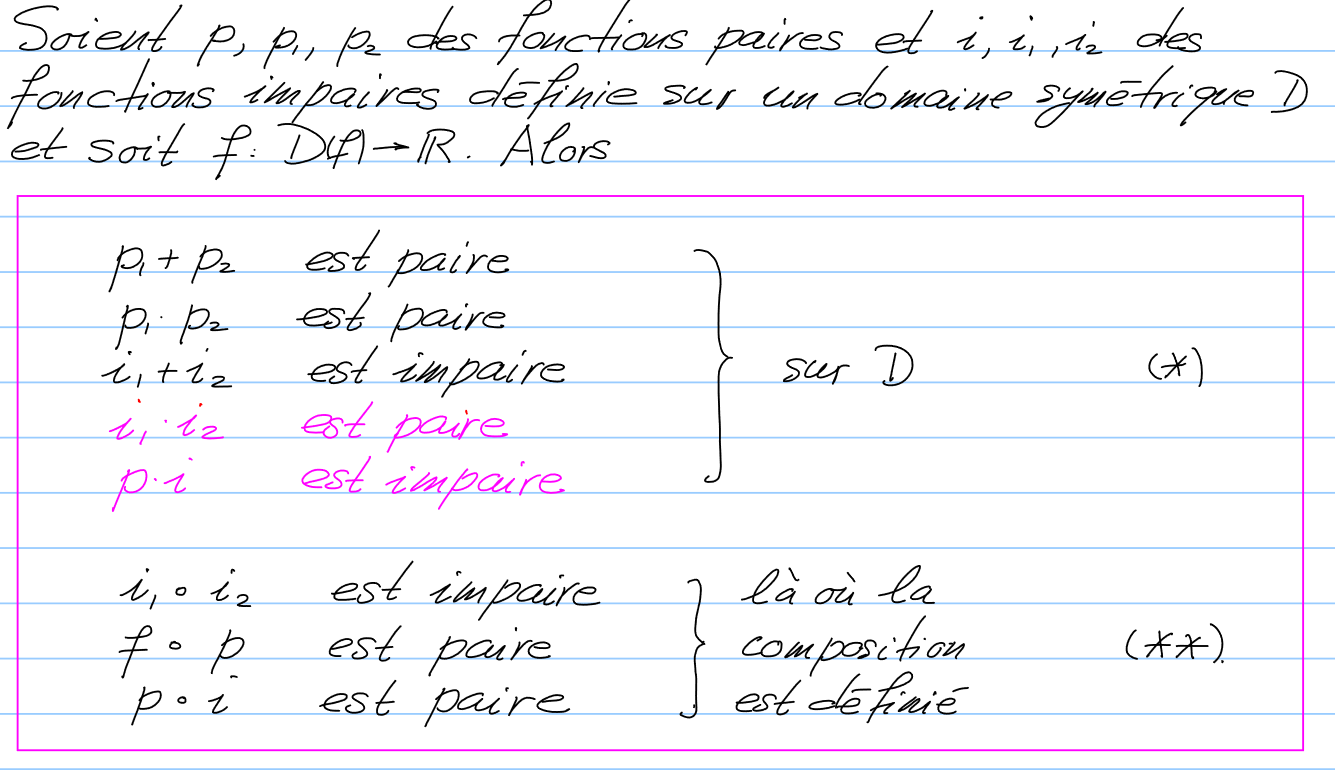 Soient p, p₁, p₂ des fonctions paires et i, i₁, i₂ des
fonctions impaires définie sur un domaine symétrique D
et soit f: D(f) → ℝ. Alors
p₁ + p₂ est paire
p₁ · p₂ est paire
i₁ + i₂ est impaire
sur D (*)
i₁ · i₂ est paire
p · i est impaire
i₁ ∘ i₂ est impaire là où la
f ∘ p est paire composition (**).
p ∘ i est paire est définié